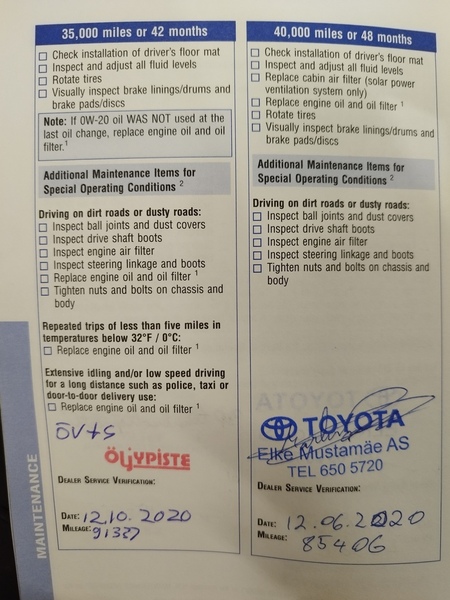 35,000 miles or 42 months
Check installation of driver's floor mat
Inspect and adjust all fluid levels
Rotate tires
Visually inspect brake linings/drums and
brake pads/discs
Note: If 0W-20 oil WAS NOT used at the
last oil change, replace engine oil and oil
filter.1
Additional Maintenance Items for
Special Operating Conditions 2
Driving on dirt roads or dusty roads:
Inspect ball joints and dust covers
Inspect drive shaft boots
Inspect engine air filter
Inspect steering linkage and boots
Replace engine oil and oil filter 1
Tighten nuts and bolts on chassis and
body
Repeated trips of less than five miles in
temperatures below 32°F / 0°C:
Replace engine oil and oil filter 1
Extensive idling and/or low speed driving
for a long distance such as police, taxi or
door-to-door delivery use:
Replace engine oil and oil filter 1
ÖV+S
ÖLJYPISTE
DEALER SERVICE VERIFICATION:
DATE: 12.10.2020
MILEAGE: 91337
40,000 miles or 48 months
Check installation of driver's floor mat
Inspect and adjust all fluid levels
Replace cabin air filter (solar power
ventilation system only)
Replace engine oil and oil filter 1
Rotate tires
Visually inspect brake linings/drums and
brake pads/discs
Additional Maintenance Items for
Special Operating Conditions 2
Driving on dirt roads or dusty roads:
Inspect ball joints and dust covers
Inspect drive shaft boots
Inspect engine air filter
Inspect steering linkage and boots
Tighten nuts and bolts on chassis and
body
TOYOTA
Elke Mustamäe AS
TEL 650 5720
DEALER SERVICE VERIFICATION:
DATE: 12.06.2020
MILEAGE: 85406
MAINTENANCE